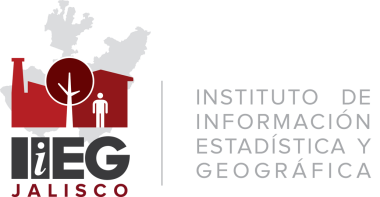 IIEG
JALISCO
INSTITUTO DE
INFORMACIÓN
ESTADÍSTICA Y
GEOGRÁFICA